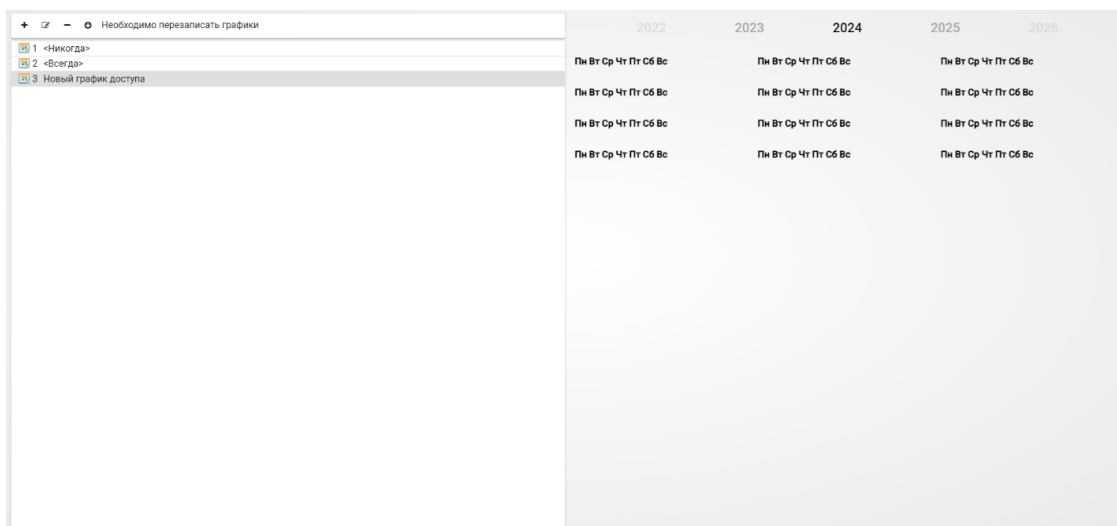 Необходимо перезаписать графики
1 <Никогда>
2 <Всегда>
3 Новый график доступа
2022 2023 2024 2025 2026
Пн Вт Ср Чт Пт Сб Вс Пн Вт Ср Чт Пт Сб Вс Пн Вт Ср Чт Пт Сб Вс
Пн Вт Ср Чт Пт Сб Вс Пн Вт Ср Чт Пт Сб Вс Пн Вт Ср Чт Пт Сб Вс
Пн Вт Ср Чт Пт Сб Вс Пн Вт Ср Чт Пт Сб Вс Пн Вт Ср Чт Пт Сб Вс
Пн Вт Ср Чт Пт Сб Вс Пн Вт Ср Чт Пт Сб Вс Пн Вт Ср Чт Пт Сб Вс